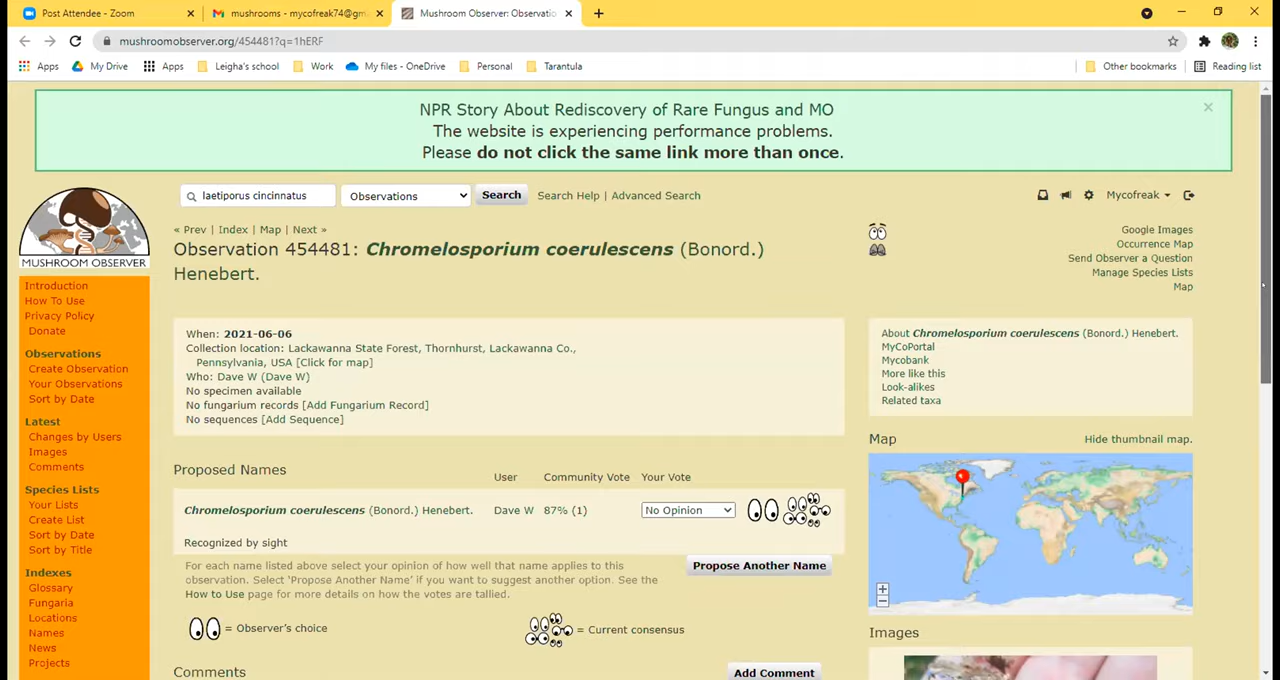 Post Attendee - Zoom
mushrooms - mycofreak74@gm
Mushroom Observer: Observatio
mushroomobserver.org/454481?q=1hERF
Apps
My Drive
Apps
Leigha's school
Work
My files - OneDrive
Personal
Tarantula
Other bookmarks
Reading list
NPR Story About Rediscovery of Rare Fungus and MO
The website is experiencing performance problems.
Please do not click the same link more than once.
MUSHROOM OBSERVER
laetiporus cincinnatus
Observations
Search
Search Help | Advanced Search
Mycofreak
« Prev | Index | Map | Next »
Observation 454481: Chromelosporium coerulescens (Bonord.)
Henebert.
Google Images
Occurrence Map
Send Observer a Question
Manage Species Lists
Map
Introduction
How To Use
Privacy Policy
Donate
Observations
Create Observation
Your Observations
Sort by Date
Latest
Changes by Users
Images
Comments
Species Lists
Your Lists
Create List
Sort by Date
Sort by Title
Indexes
Glossary
Fungaria
Locations
Names
News
Projects
When: 2021-06-06
Collection location: Lackawanna State Forest, Thornhurst, Lackawanna Co.,
Pennsylvania, USA [Click for map]
Who: Dave W (Dave W)
No specimen available
No fungarium records [Add Fungarium Record]
No sequences [Add Sequence]
About Chromelosporium coerulescens (Bonord.) Henebert.
MyCoPortal
Mycobank
More like this
Look-alikes
Related taxa
Map
Hide thumbnail map.
Proposed Names
User
Community Vote
Your Vote
Chromelosporium coerulescens (Bonord.) Henebert.
Dave W
87% (1)
No Opinion
Recognized by sight
For each name listed above select your opinion of how well that name applies to this
observation. Select 'Propose Another Name' if you want to suggest another option. See the
How to Use page for more details on how the votes are tallied.
Propose Another Name
= Observer's choice
= Current consensus
Images
Comments
Add Comment